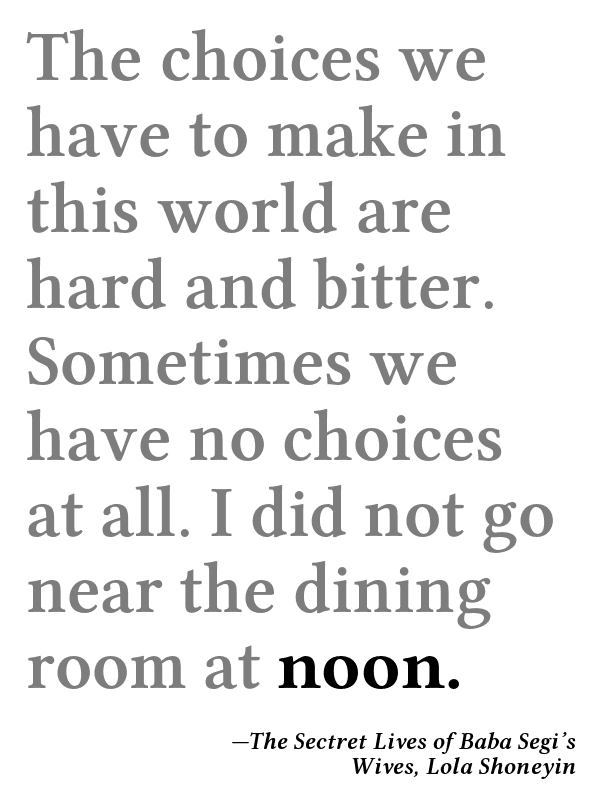 The choices we
have to make in
this world are
hard and bitter.
Sometimes we
have no choices
at all. I did not go
near the dining
room at noon.
—The Sectret Lives of Baba Segi’s
Wives, Lola Shoneyin